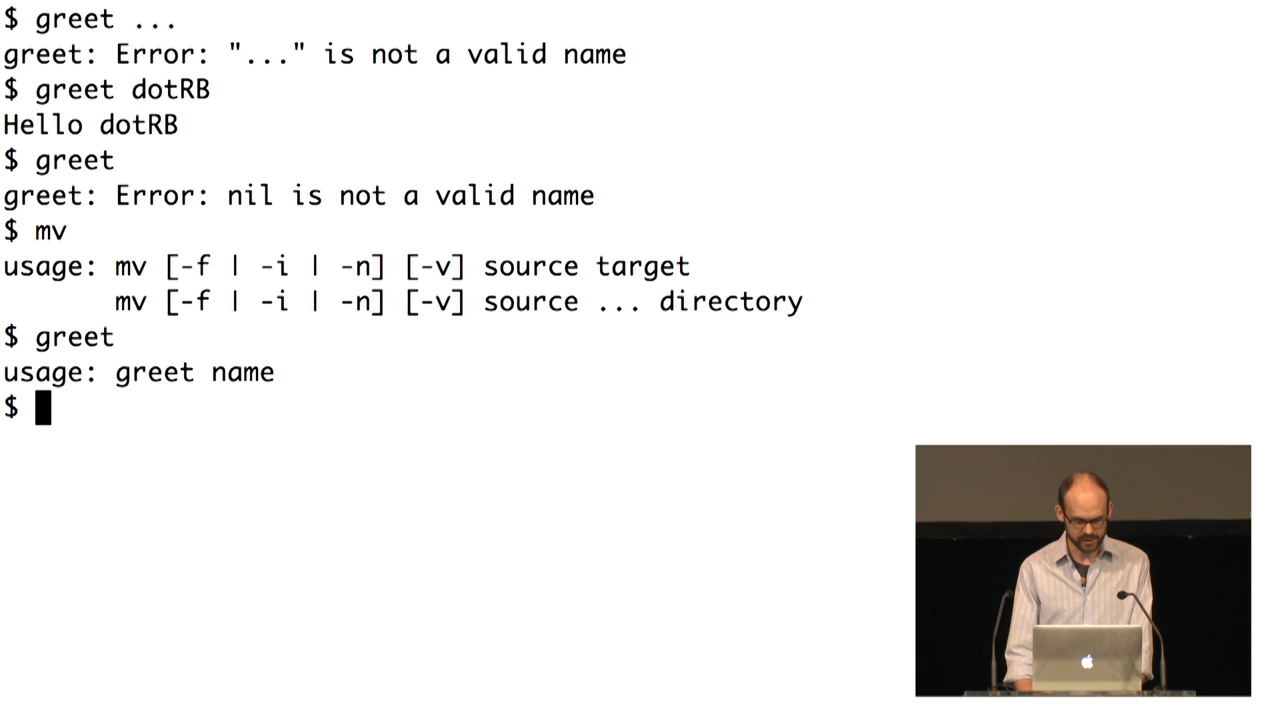 $ greet ...
greet: Error: "..." is not a valid name
$ greet dotRB
Hello dotRB
$ greet
greet: Error: nil is not a valid name
$ mv
usage: mv [-f | -i | -n] [-v] source target
       mv [-f | -i | -n] [-v] source ... directory
$ greet
usage: greet name
$